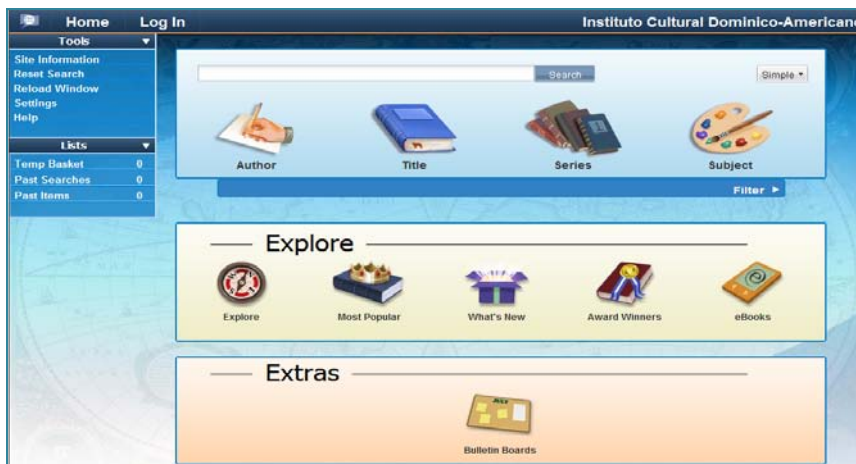 Home Log In Instituto Cultural Dominico-Americano
Tools
Site Information
Reset Search
Reload Window
Settings
Help
Lists
Temp Basket 0
Past Searches 0
Past Items 0
Search Simple
Author Title Series Subject
Filter
Explore
Explore Most Popular What's New Award Winners eBooks
Extras
Bulletin Boards